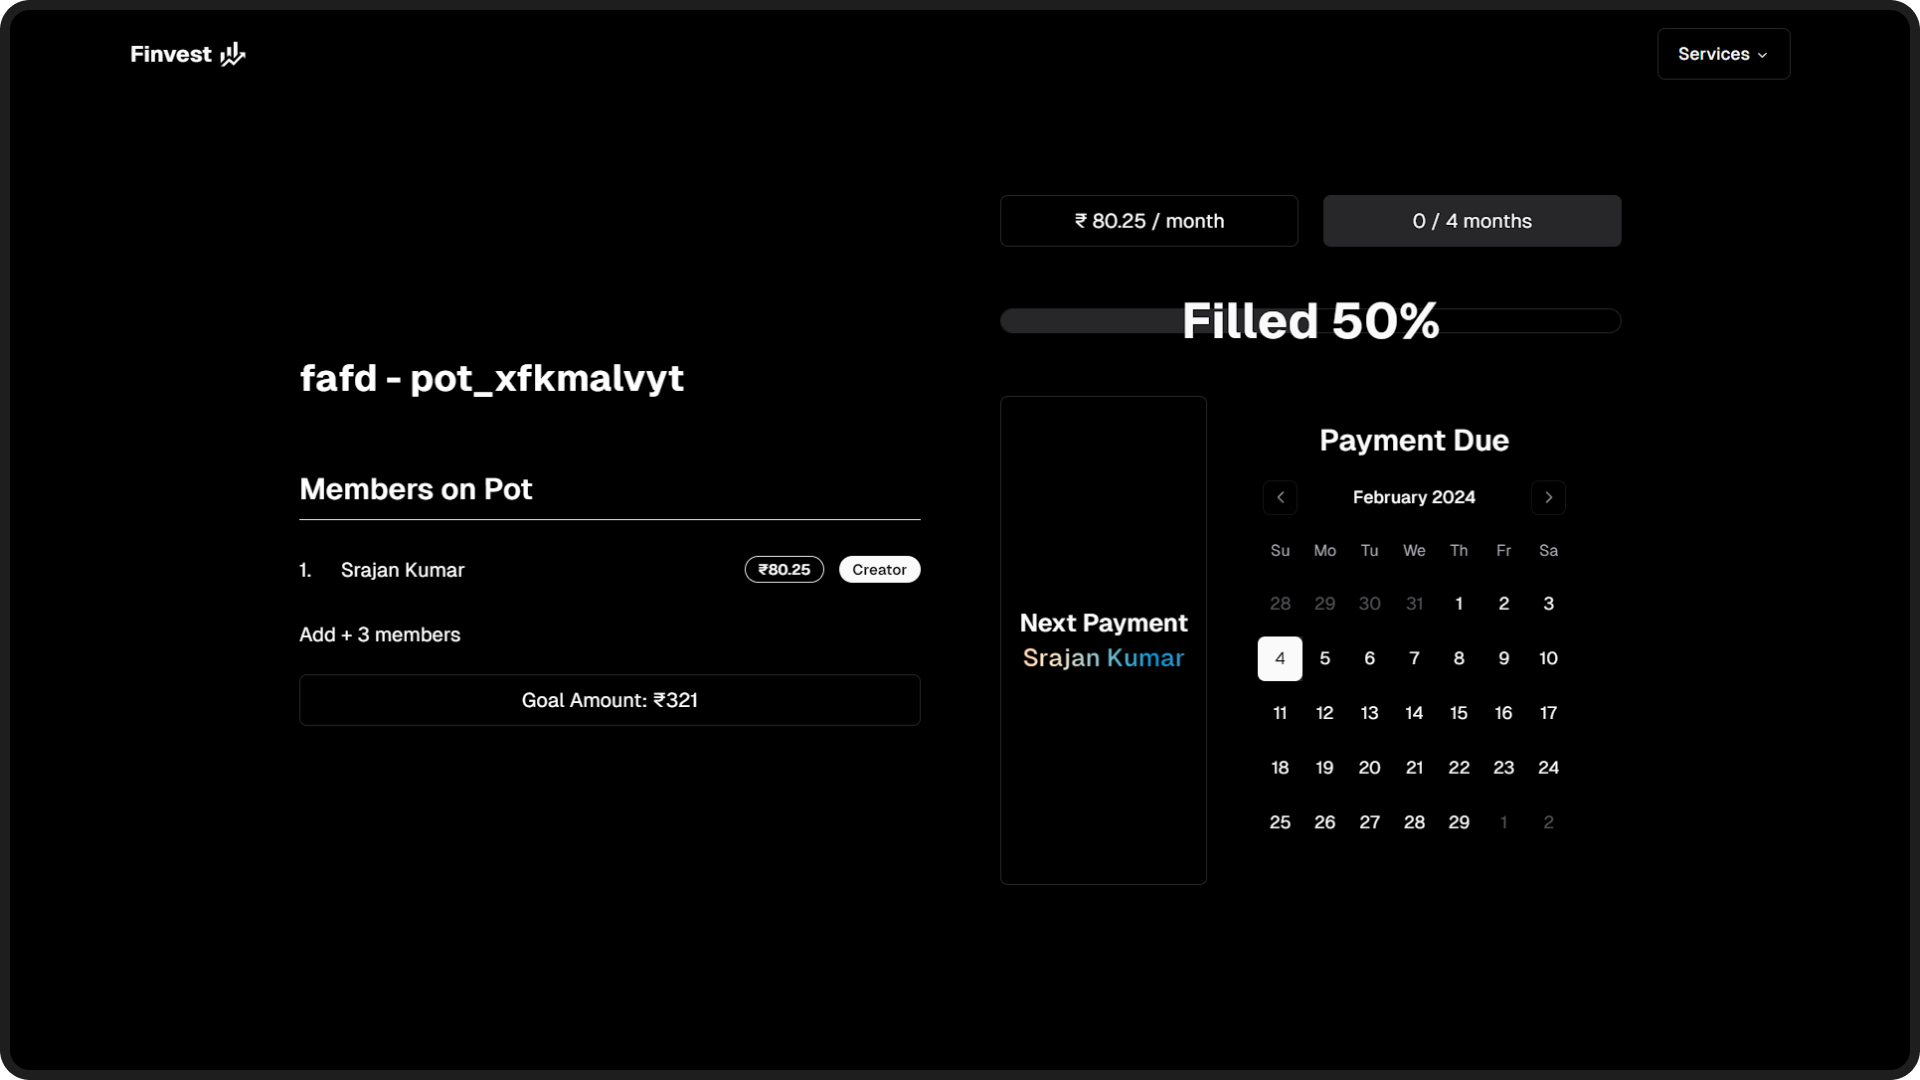 Finvest
Services
₹ 80.25 / month
0 / 4 months
Filled 50%
fafd - pot_xfkmalvyt
Members on Pot
1. Srajan Kumar ₹80.25 Creator
Add + 3 members
Goal Amount: ₹321
Next Payment
Srajan Kumar
Payment Due
February 2024
Su Mo Tu We Th Fr Sa
28 29 30 31 1 2 3
4 5 6 7 8 9 10
11 12 13 14 15 16 17
18 19 20 21 22 23 24
25 26 27 28 29 1 2